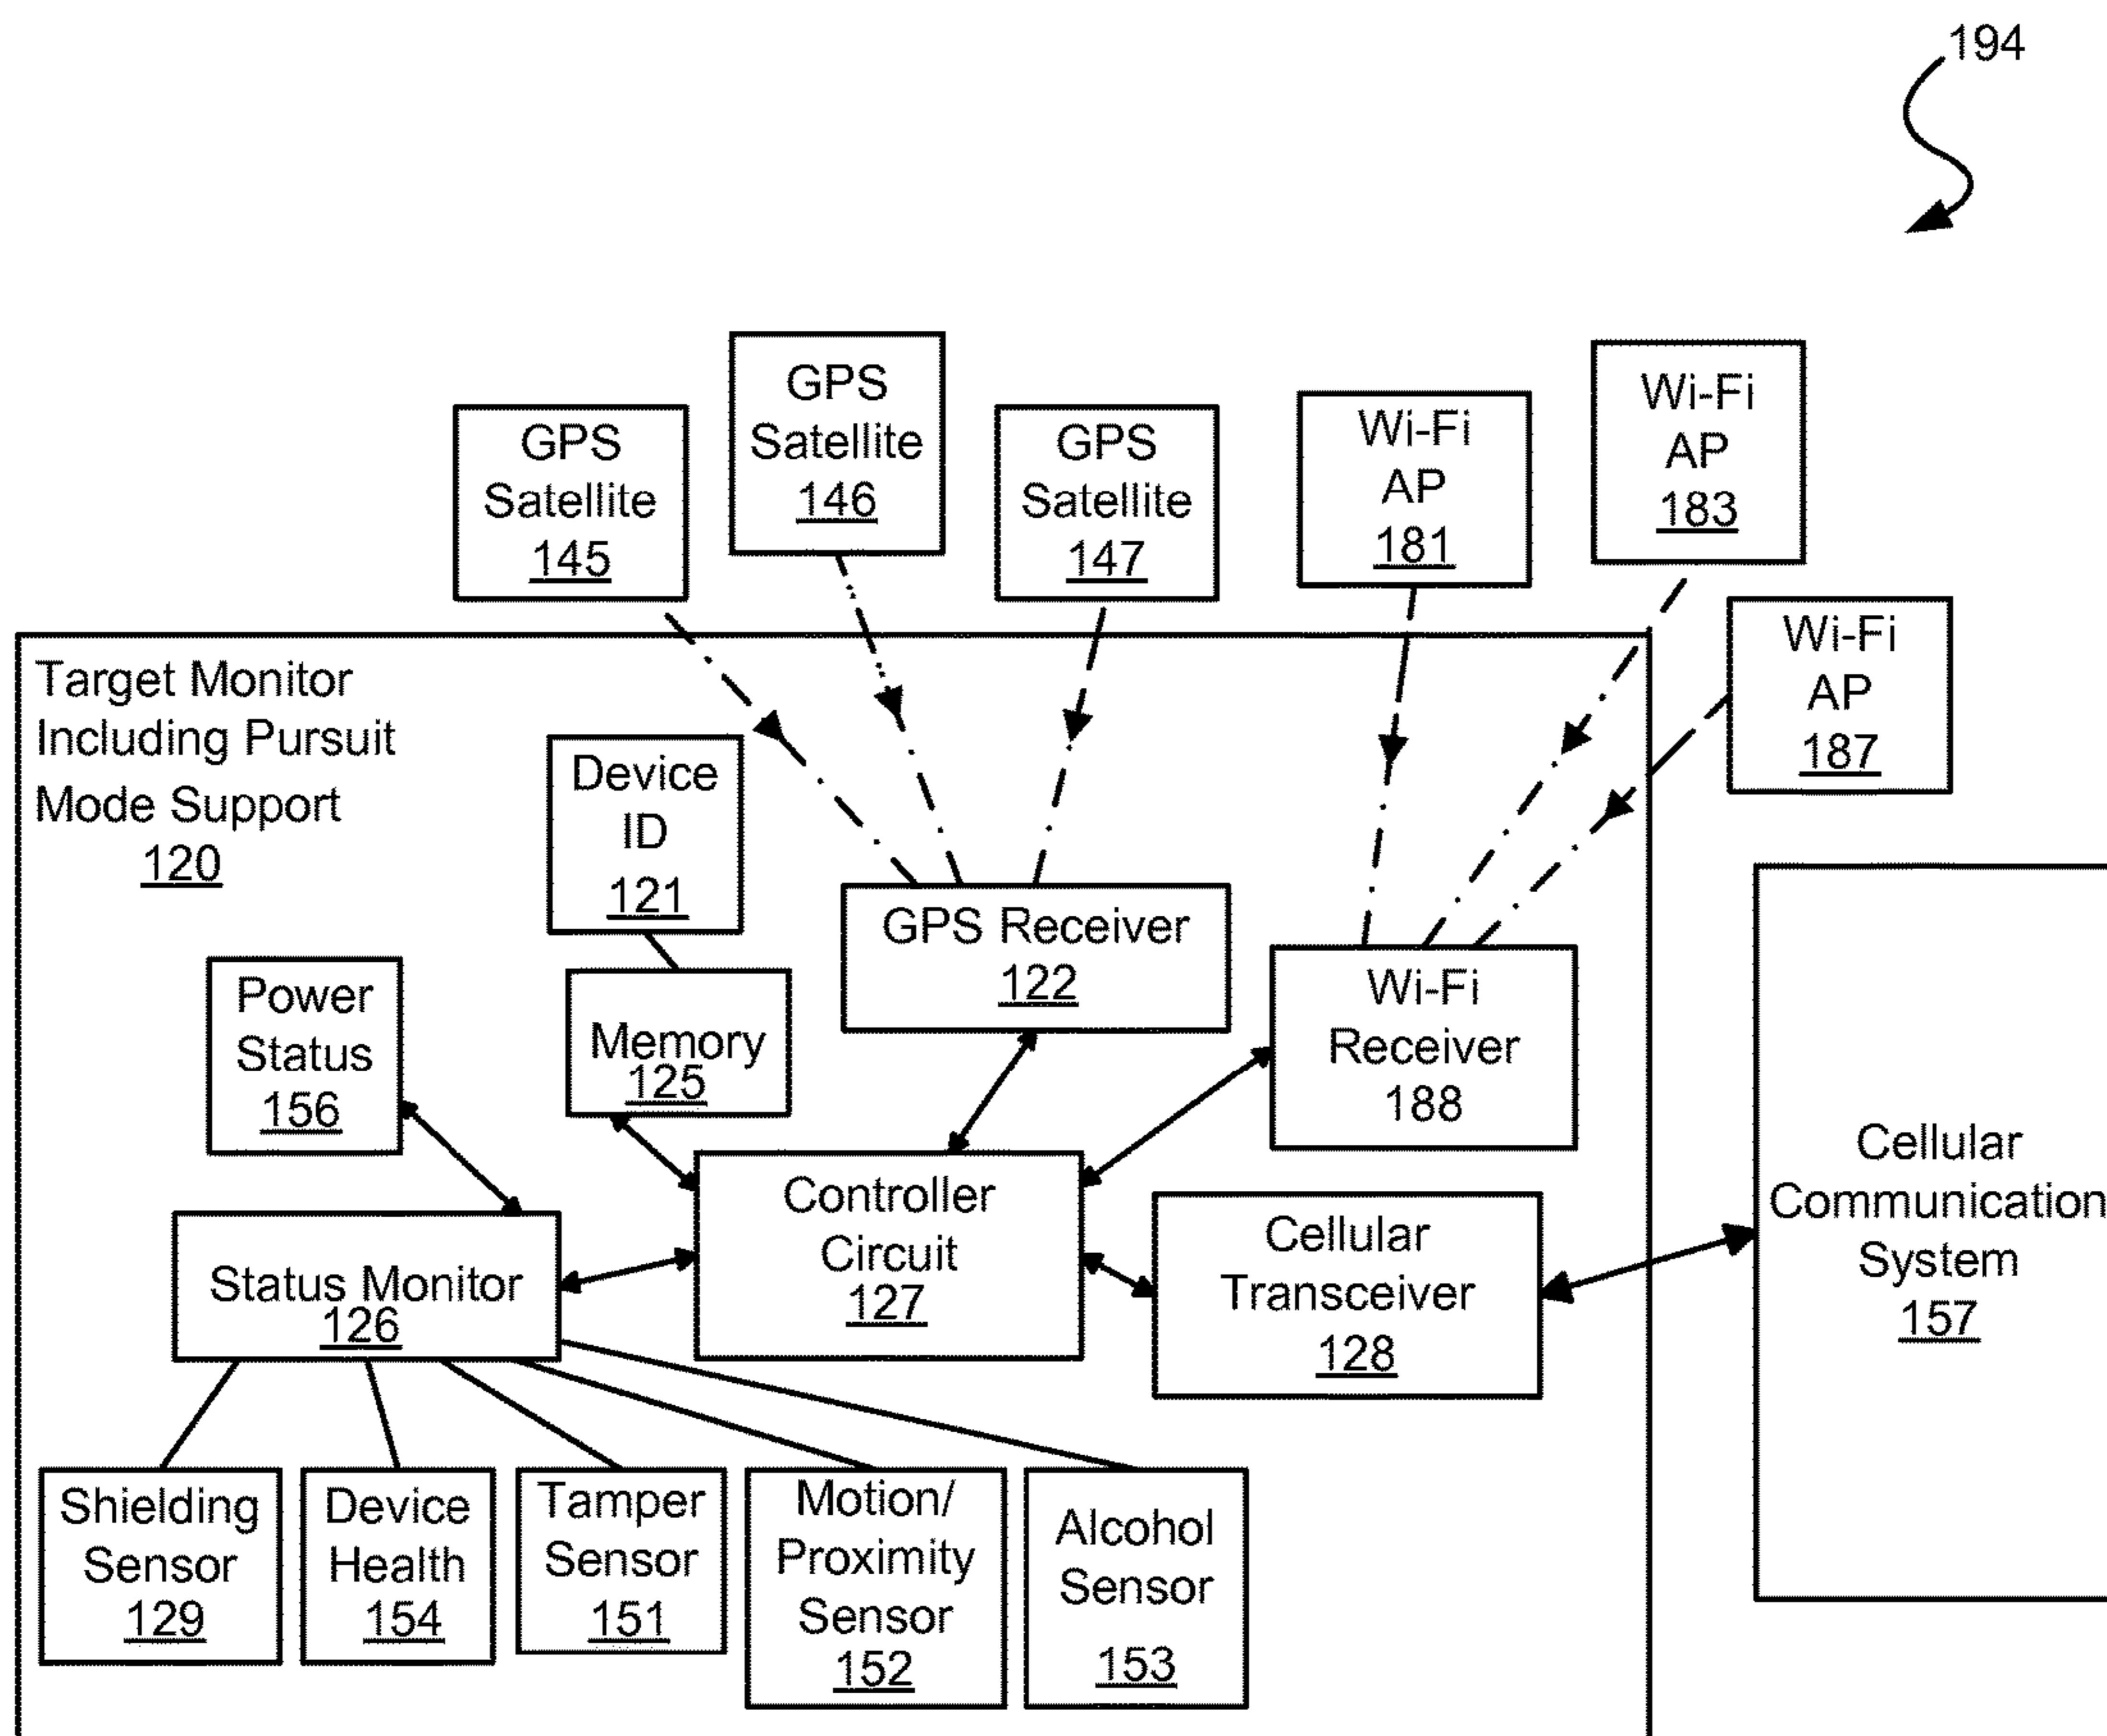 194
GPS
Satellite
145
GPS
Satellite
146
GPS
Satellite
147
Wi-Fi
AP
181
Wi-Fi
AP
183
Wi-Fi
AP
187
Target Monitor
Including Pursuit
Mode Support
120
Device
ID
121
GPS Receiver
122
Power
Status
156
Memory
125
Wi-Fi
Receiver
188
Controller
Circuit
127
Cellular
Transceiver
128
Cellular
Communication
System
157
Status Monitor
126
Shielding
Sensor
129
Device
Health
154
Tamper
Sensor
151
Motion/
Proximity
Sensor
152
Alcohol
Sensor
153